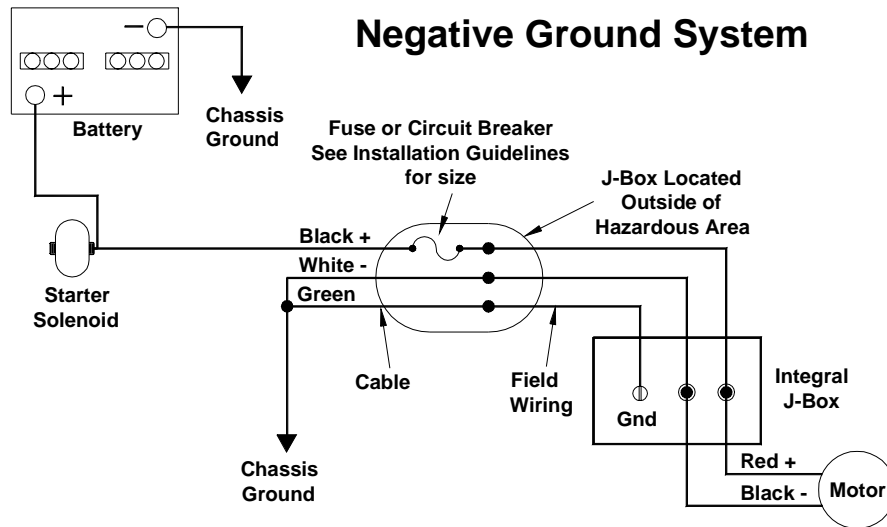 Negative Ground System
−
+
Battery
Chassis
Ground
Fuse or Circuit Breaker
See Installation Guidelines
for size
J-Box Located
Outside of
Hazardous Area
Black +
White -
Green
Starter
Solenoid
Cable
Field
Wiring
Integral
J-Box
Gnd
Chassis
Ground
Red +
Black -
Motor